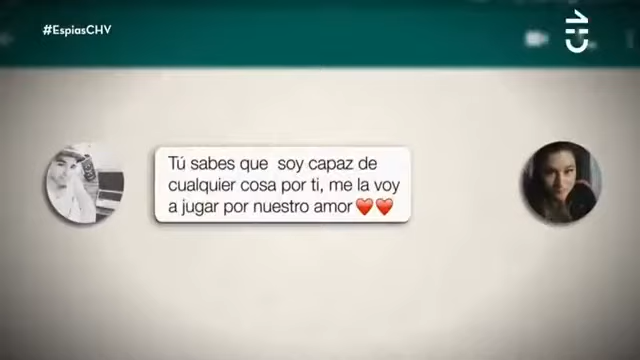 #EspiasCHV
Tú sabes que soy capaz de
cualquier cosa por ti, me la voy
a jugar por nuestro amor❤️❤️